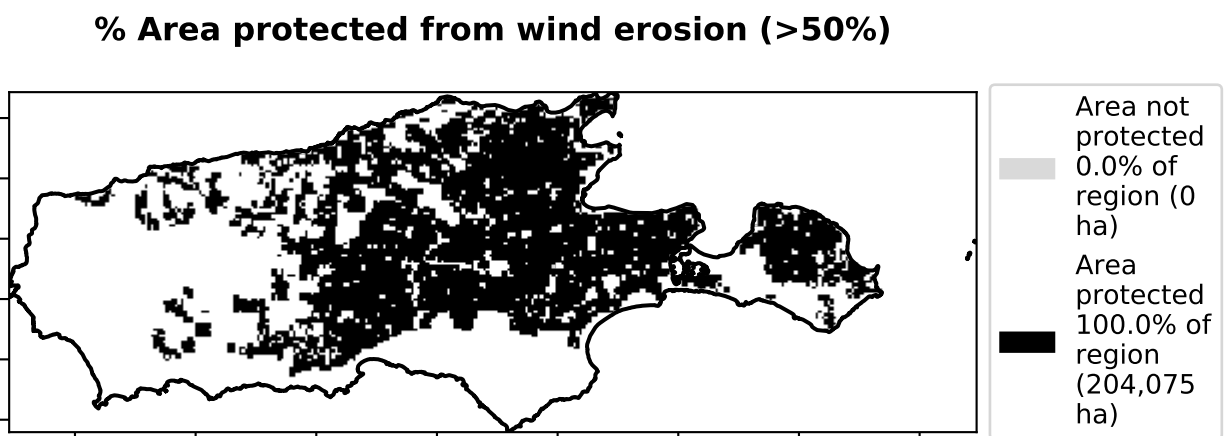 % Area protected from wind erosion (>50%)
Area not
protected
0.0% of
region (0
ha)
Area
protected
100.0% of
region
(204,075
ha)